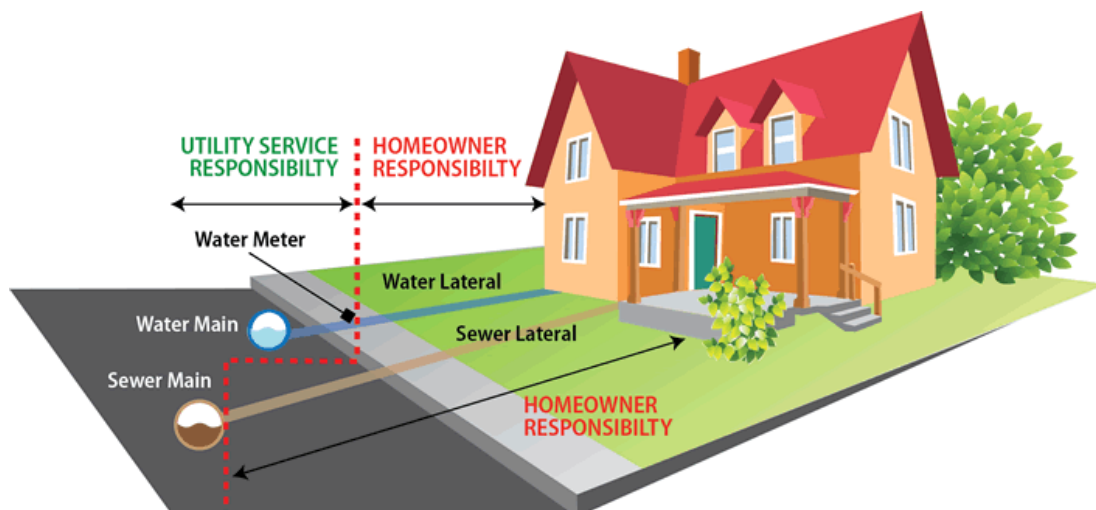 UTILITY SERVICE
RESPONSIBILTY
HOMEOWNER
RESPONSIBILTY
Water Meter
Water Lateral
Water Main
Sewer Lateral
Sewer Main
HOMEOWNER
RESPONSIBILTY